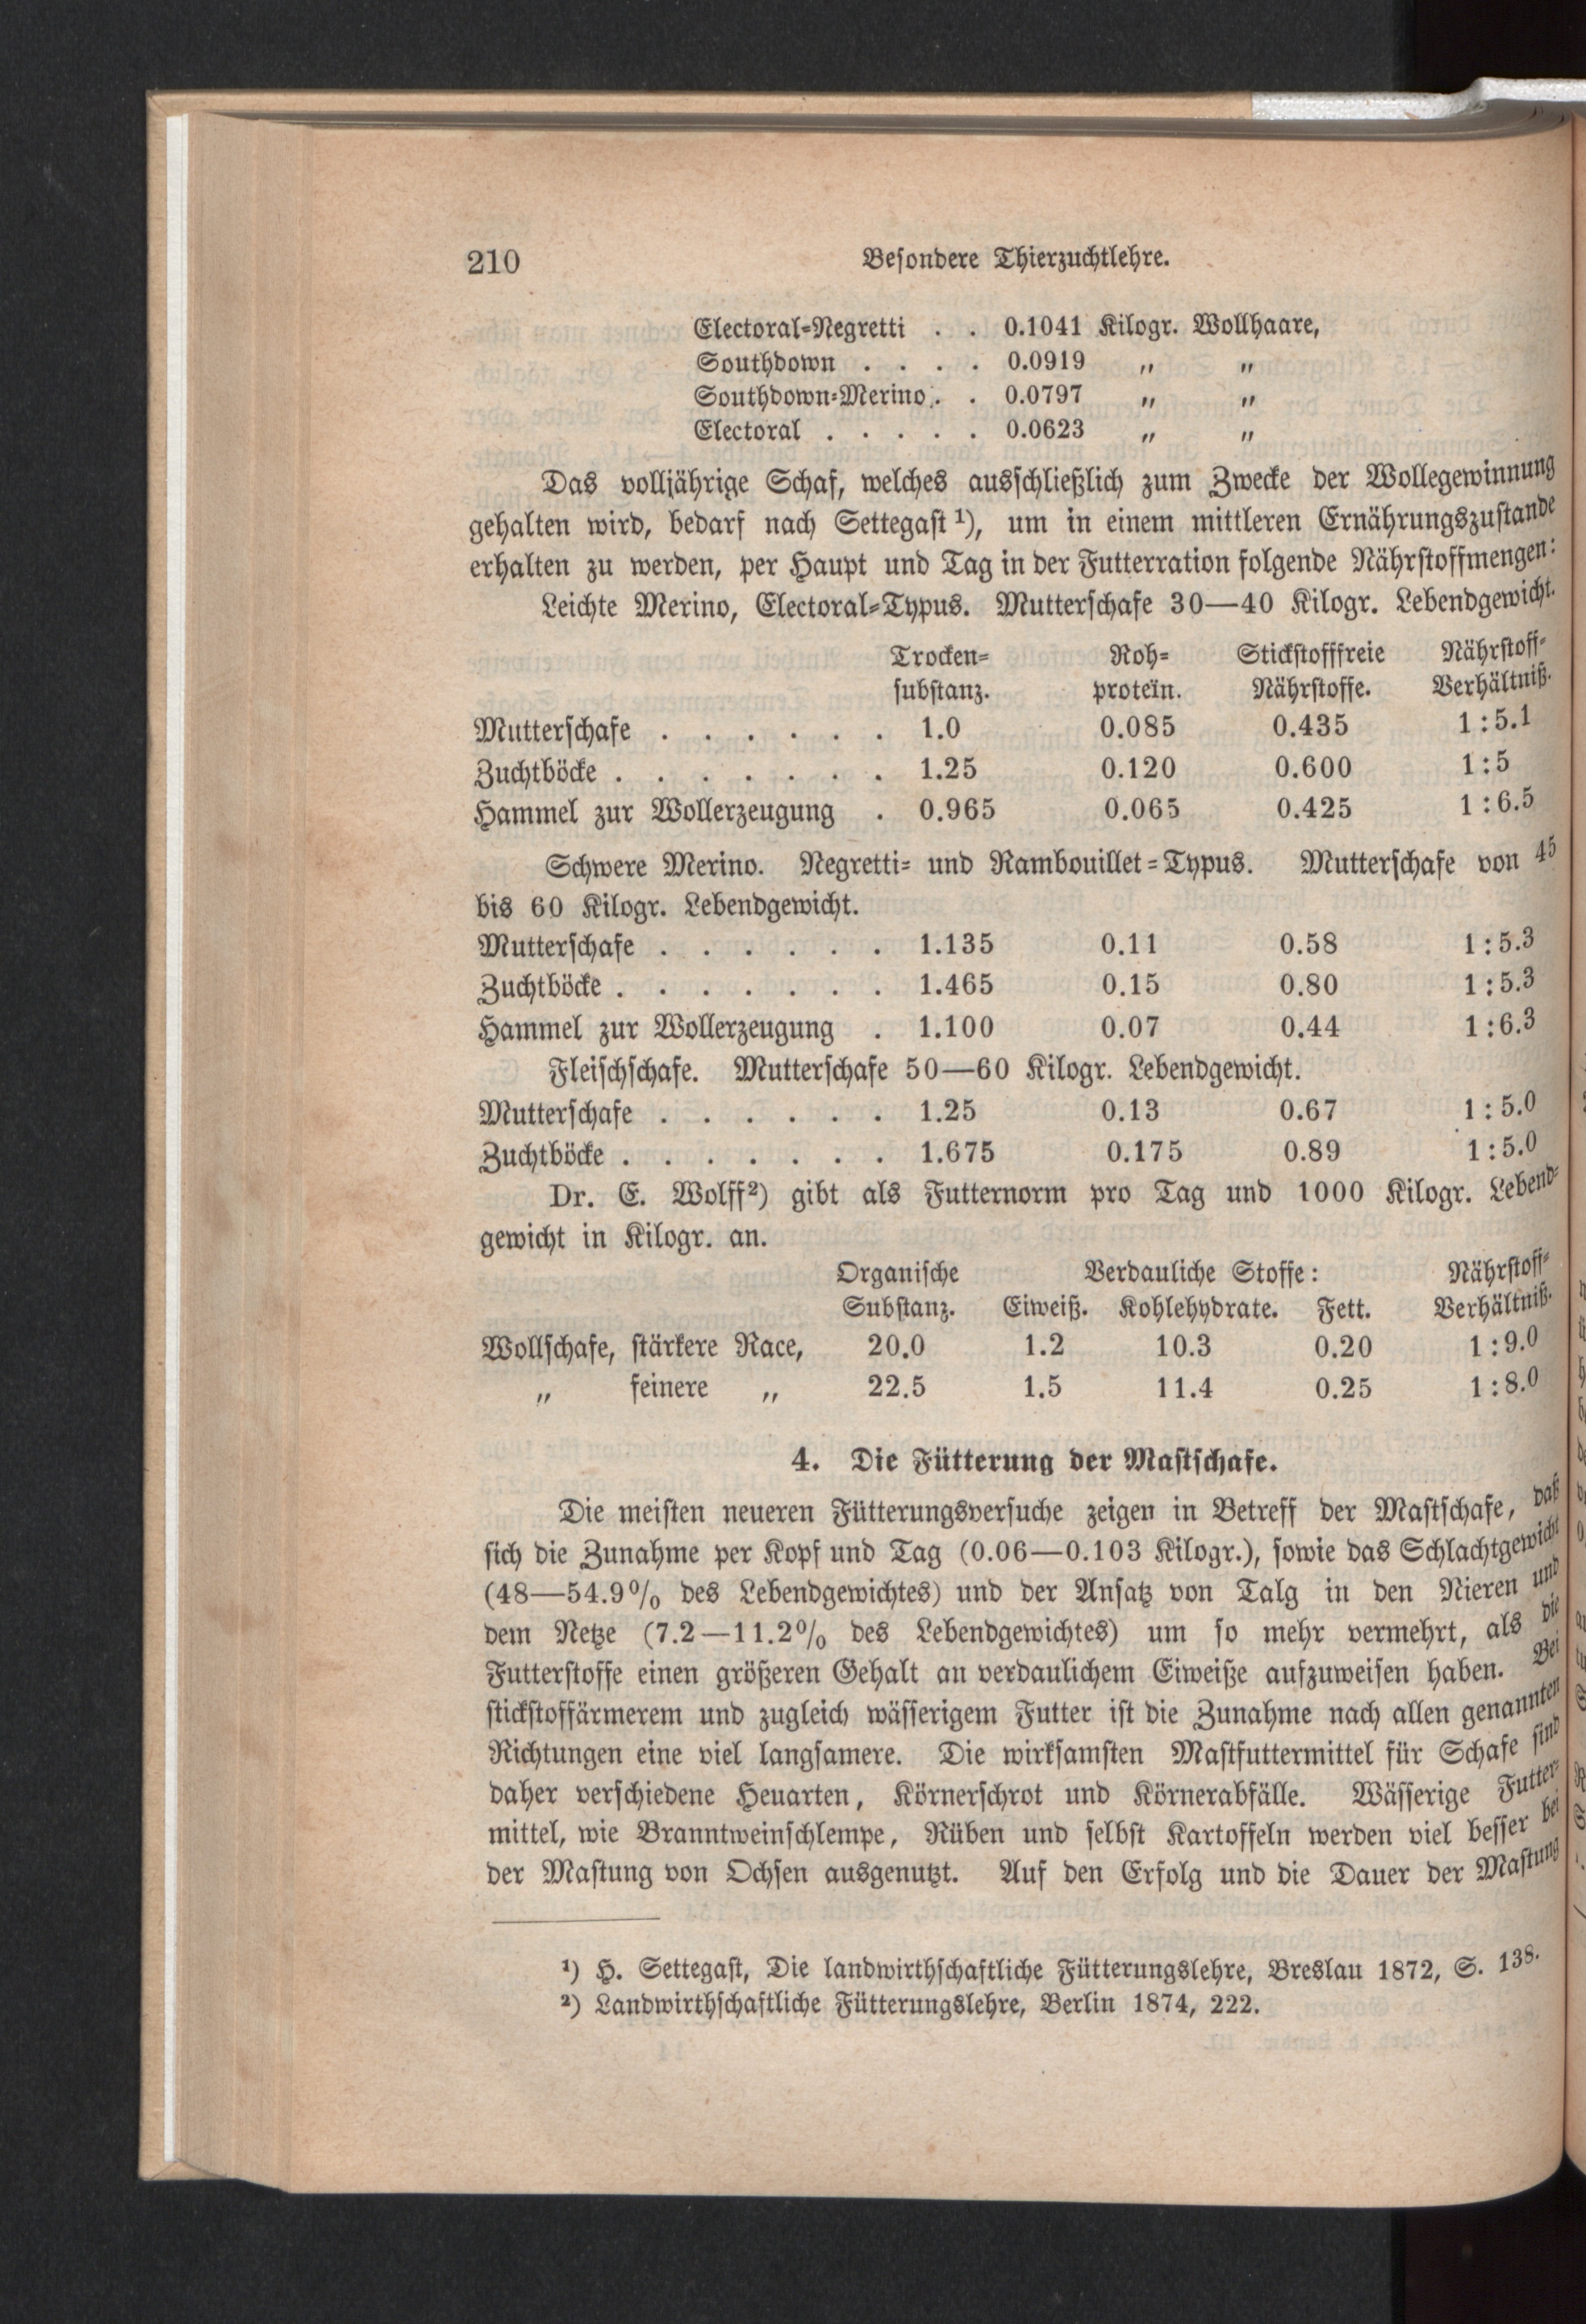 210 Besondere Thierzuchtlehre.
Electoral-Negretti . . 0.1041 Kilogr. Wollhaare,
Southdown . . . . 0.0919 „ „
Southdown-Merino . . 0.0797 „ „
Electoral . . . . . 0.0623 „ „
Das volljährige Schaf, welches ausschließlich zum Zwecke der Wollegewinnung
gehalten wird, bedarf nach Settegast ¹), um in einem mittleren Ernährungszustande
erhalten zu werden, per Haupt und Tag in der Futterration folgende Nährstoffmengen:
Leichte Merino, Electoral-Typus. Mutterschafe 30—40 Kilogr. Lebendgewicht.
Trocken- Roh- Stickstofffreie Nährstoff-
substanz. proteïn. Nährstoffe. Verhältniß.
Mutterschafe . . . . . . 1.0 0.085 0.435 1 : 5.1
Zuchtböcke . . . . . . . 1.25 0.120 0.600 1 : 5
Hammel zur Wollerzeugung . 0.965 0.065 0.425 1 : 6.5
Schwere Merino. Negretti- und Rambouillet-Typus. Mutterschafe von 45
bis 60 Kilogr. Lebendgewicht.
Mutterschafe . . . . . . 1.135 0.11 0.58 1 : 5.3
Zuchtböcke . . . . . . . 1.465 0.15 0.80 1 : 5.3
Hammel zur Wollerzeugung . 1.100 0.07 0.44 1 : 6.3
Fleischschafe. Mutterschafe 50—60 Kilogr. Lebendgewicht.
Mutterschafe . . . . . . 1.25 0.13 0.67 1 : 5.0
Zuchtböcke . . . . . . . 1.675 0.175 0.89 1 : 5.0
Dr. E. Wolff²) gibt als Futternorm pro Tag und 1000 Kilogr. Lebend-
gewicht in Kilogr. an.
Organische Verdauliche Stoffe: Nährstoff-
Substanz. Eiweiß. Kohlehydrate. Fett. Verhältniß.
Wollschafe, stärkere Race, 20.0 1.2 10.3 0.20 1 : 9.0
„ feinere „ 22.5 1.5 11.4 0.25 1 : 8.0
4. Die Fütterung der Mastschafe.
Die meisten neueren Fütterungsversuche zeigen in Betreff der Mastschafe, daß
sich die Zunahme per Kopf und Tag (0.06—0.103 Kilogr.), sowie das Schlachtgewicht
(48—54.9% des Lebendgewichtes) und der Ansatz von Talg in den Nieren und
dem Netze (7.2—11.2% des Lebendgewichtes) um so mehr vermehrt, als die
Futterstoffe einen größeren Gehalt an verdaulichem Eiweiße aufzuweisen haben. Bei
stickstoffärmerem und zugleich wässerigem Futter ist die Zunahme nach allen genannten
Richtungen eine viel langsamere. Die wirksamsten Mastfuttermittel für Schafe sind
daher verschiedene Heuarten, Körnerschrot und Körnerabfälle. Wässerige Futter-
mittel, wie Branntweinschlempe, Rüben und selbst Kartoffeln werden viel besser bei
der Mastung von Ochsen ausgenutzt. Auf den Erfolg und die Dauer der Mastung
¹) H. Settegast, Die landwirthschaftliche Fütterungslehre, Breslau 1872, S. 138.
²) Landwirthschaftliche Fütterungslehre, Berlin 1874, 222.